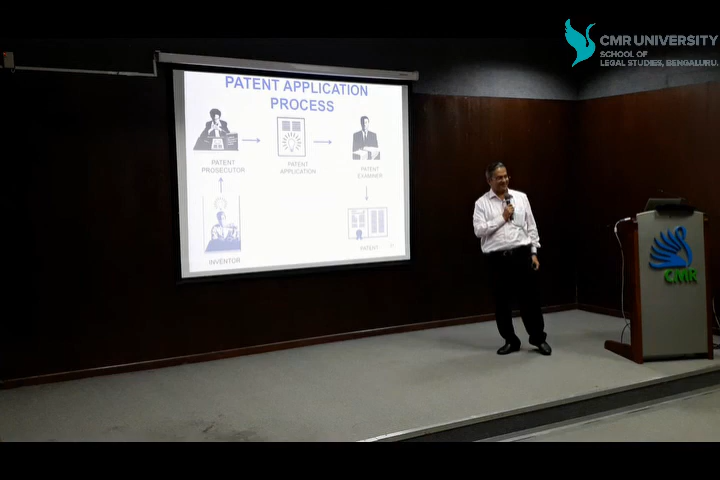 CMR UNIVERSITY
SCHOOL OF
LEGAL STUDIES, BENGALURU.
PATENT APPLICATION
PROCESS
PATENT
PROSECUTOR
PATENT
APPLICATION
PATENT
EXAMINER
INVENTOR
PATENT
CMR